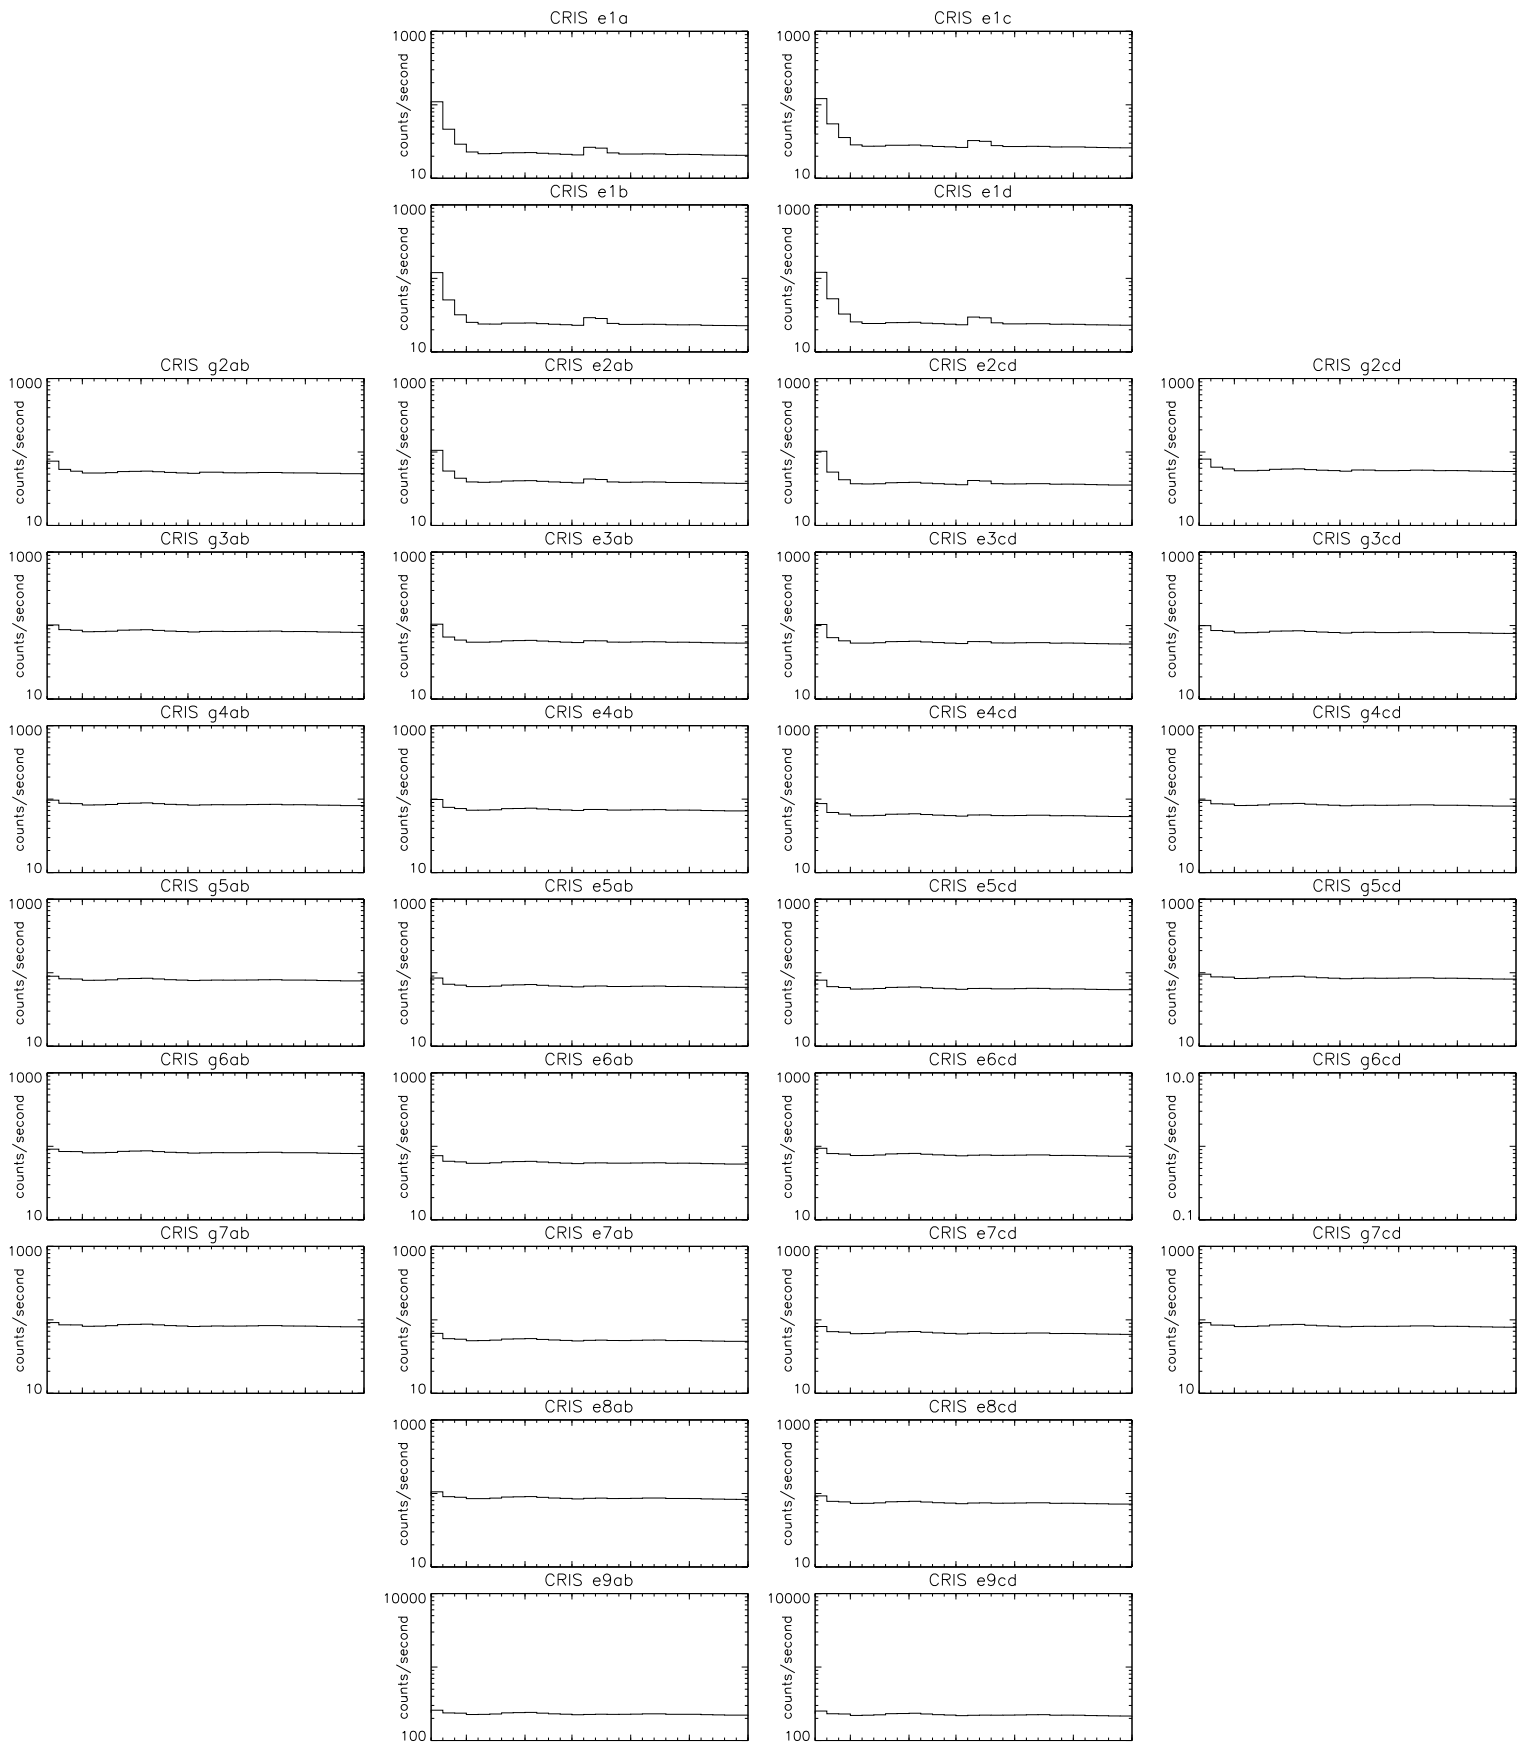 CRIS e1a
CRIS e1c
1000
counts/second
10
1000
counts/second
10
CRIS e1b
CRIS e1d
1000
counts/second
10
1000
counts/second
10
CRIS g2ab
CRIS e2ab
CRIS e2cd
CRIS g2cd
1000
counts/second
10
1000
counts/second
10
1000
counts/second
10
1000
counts/second
10
CRIS g3ab
CRIS e3ab
CRIS e3cd
CRIS g3cd
1000
counts/second
10
1000
counts/second
10
1000
counts/second
10
1000
counts/second
10
CRIS g4ab
CRIS e4ab
CRIS e4cd
CRIS g4cd
1000
counts/second
10
1000
counts/second
10
1000
counts/second
10
1000
counts/second
10
CRIS g5ab
CRIS e5ab
CRIS e5cd
CRIS g5cd
1000
counts/second
10
1000
counts/second
10
1000
counts/second
10
1000
counts/second
10
CRIS g6ab
CRIS e6ab
CRIS e6cd
CRIS g6cd
1000
counts/second
10
1000
counts/second
10
1000
counts/second
10
10.0
counts/second
0.1
CRIS g7ab
CRIS e7ab
CRIS e7cd
CRIS g7cd
1000
counts/second
10
1000
counts/second
10
1000
counts/second
10
1000
counts/second
10
CRIS e8ab
CRIS e8cd
1000
counts/second
10
1000
counts/second
10
CRIS e9ab
CRIS e9cd
10000
counts/second
100
10000
counts/second
100